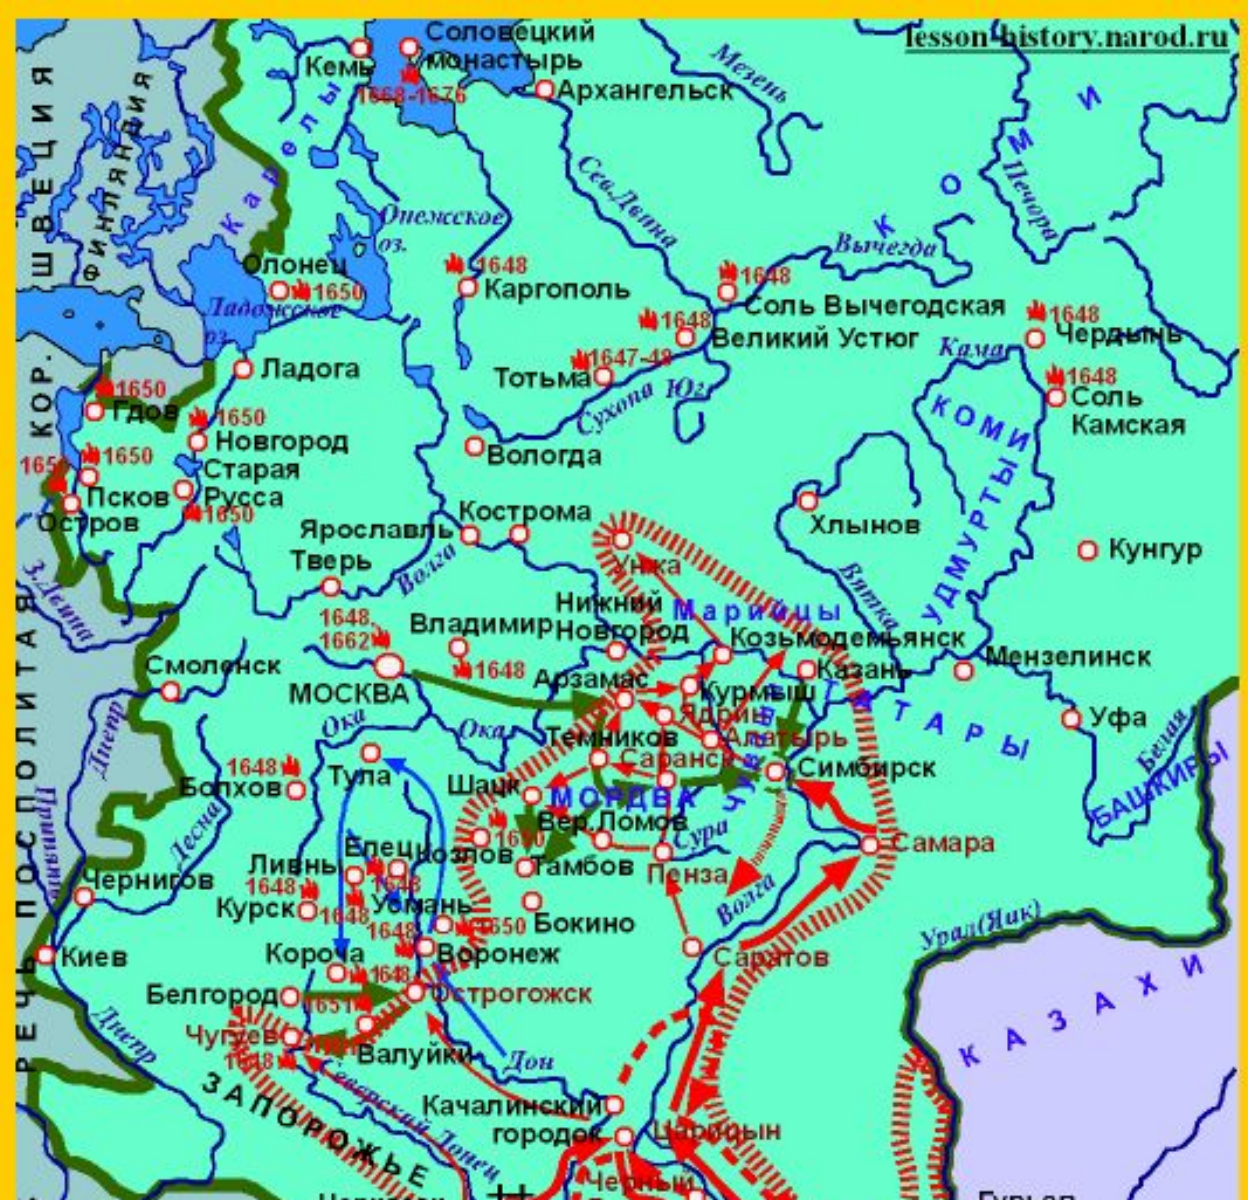 lesson-history.narod.ru
Соловецкий
монастырь
Кемь
1668-1676
Архангельск
Мезень
КОМИ
Печора
ШВЕЦИЯ
ФИНЛЯНДИЯ
Карелы
Сев.Двина
Онежское
оз.
Вычегда
Олонец
1650
1648
Каргополь
1648
Соль Вычегодская
Ладожское
оз.
1648
Великий Устюг
1648
Чердынь
Кама
1647-48
Тотьма
Сухона
Юг
1648
Соль
Камская
КОР.
Ладога
1650
Гдов
1650
Новгород
КОМИ
1650
Псков
Остров
Старая
Русса
1650
Вологда
Хлынов
УДМУРТЫ
Кунгур
Ярославль
Кострома
Тверь
Волга
Унжа
Вятка
З.Двина
РЕЧЬ ПОСПОЛИТАЯ
1648,
1662
МОСКВА
Владимир
1648
Нижний
Новгород
Марийцы
Козьмодемьянск
Казань
Мензелинск
Смоленск
Арзамас
Курмыш
Ядрин
Алатырь
ТАТАРЫ
Уфа
Белая
БАШКИРЫ
Днепр
Ока
Ока
Темников
Саранск
Симбирск
Тула
Шацк
МОРДВА
ЧУВАШИ
1648
Болхов
Десна
Вер.Ломов
Сура
Самара
Елец
Козлов
Тамбов
Пенза
Ливны
1648
Чернигов
1648
Курск
1648
Усмань
1648
1650
Бокино
Волга
Урал(Яик)
Киев
Короча
1648
Воронеж
Саратов
КАЗАХИ
Белгород
1651
Острогожск
Чугуев
1648
Валуйки
Дон
Днепр
ЗАПОРОЖЬЕ
Северский Донец
Качалинский
городок
Царицын
Черный
Гурьев